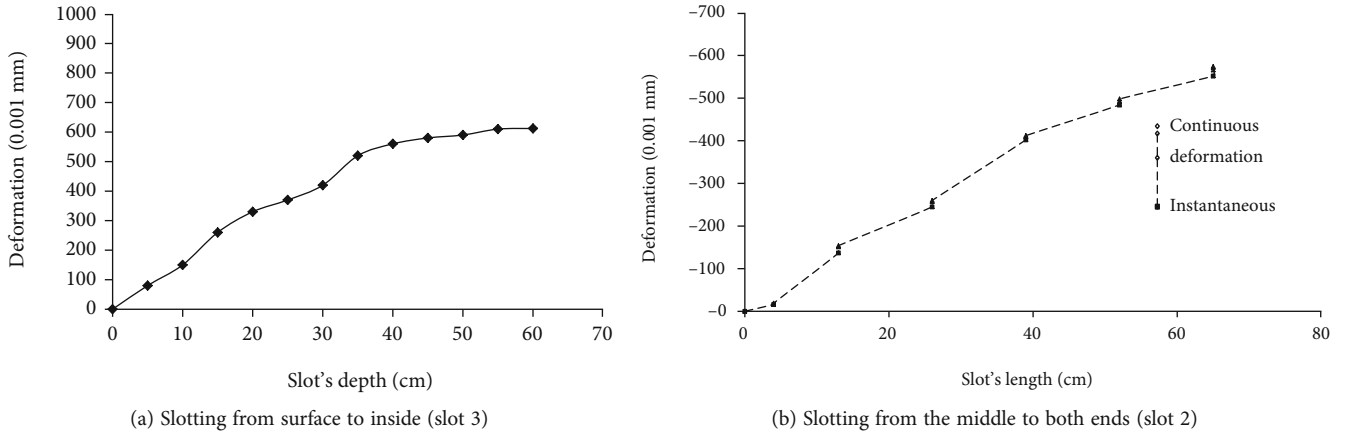 1000
900
800
700
600
500
400
300
200
100
0
Deformation (0.001 mm)
0 10 20 30 40 50 60 70
Slot's depth (cm)
(a) Slotting from surface to inside (slot 3)
–700
–600
–500
–400
–300
–200
–100
–0
Deformation (0.001 mm)
0 20 40 60 80
Slot's length (cm)
Continuous
deformation
Instantaneous
(b) Slotting from the middle to both ends (slot 2)